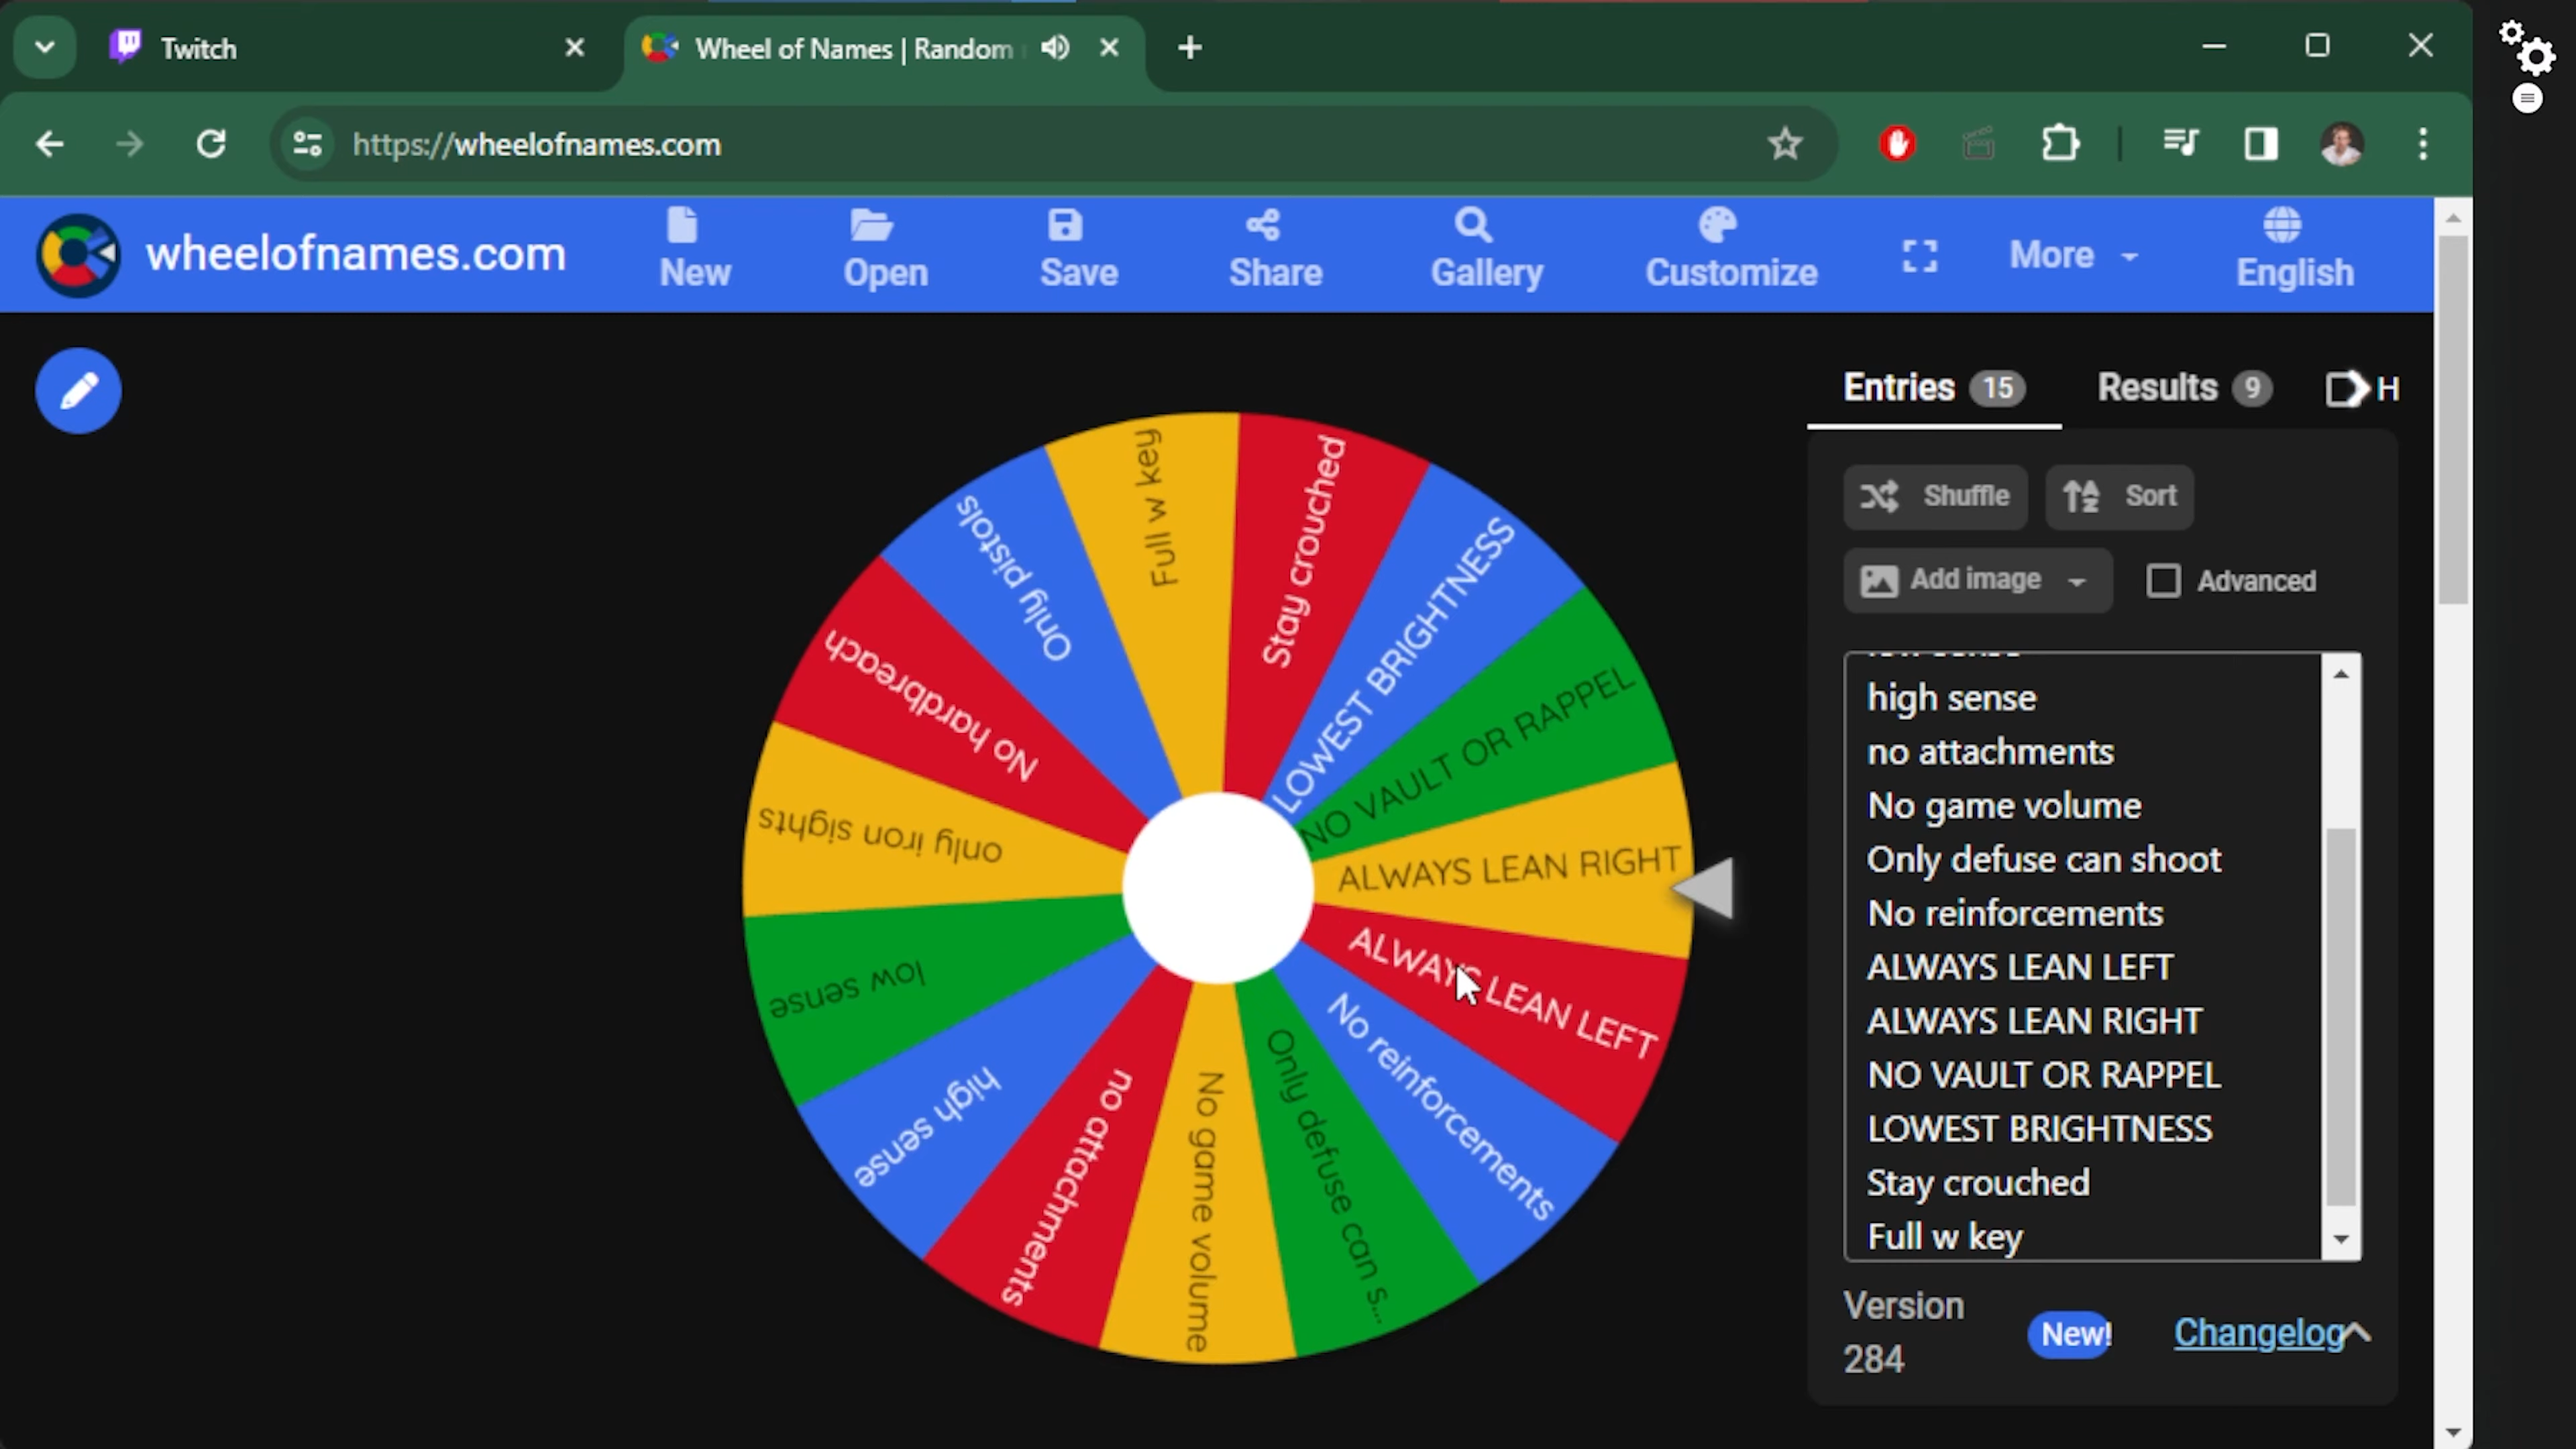 Twitch
Wheel of Names | Random
https://wheelofnames.com
wheelofnames.com
New
Open
Save
Share
Gallery
Customize
More
English
Entries 15
Results 9
H
Shuffle
Sort
Add image
Advanced
high sense
no attachments
No game volume
Only defuse can shoot
No reinforcements
ALWAYS LEAN LEFT
ALWAYS LEAN RIGHT
NO VAULT OR RAPPEL
LOWEST BRIGHTNESS
Stay crouched
Full w key
Version
284
New!
Changelog
Full w key
Stay crouched
LOWEST BRIGHTNESS
NO VAULT OR RAPPEL
ALWAYS LEAN RIGHT
ALWAYS LEAN LEFT
No reinforcements
Only defuse can s...
No game volume
no attachments
high sense
low sense
only iron sights
No hardbreach
Only pistols